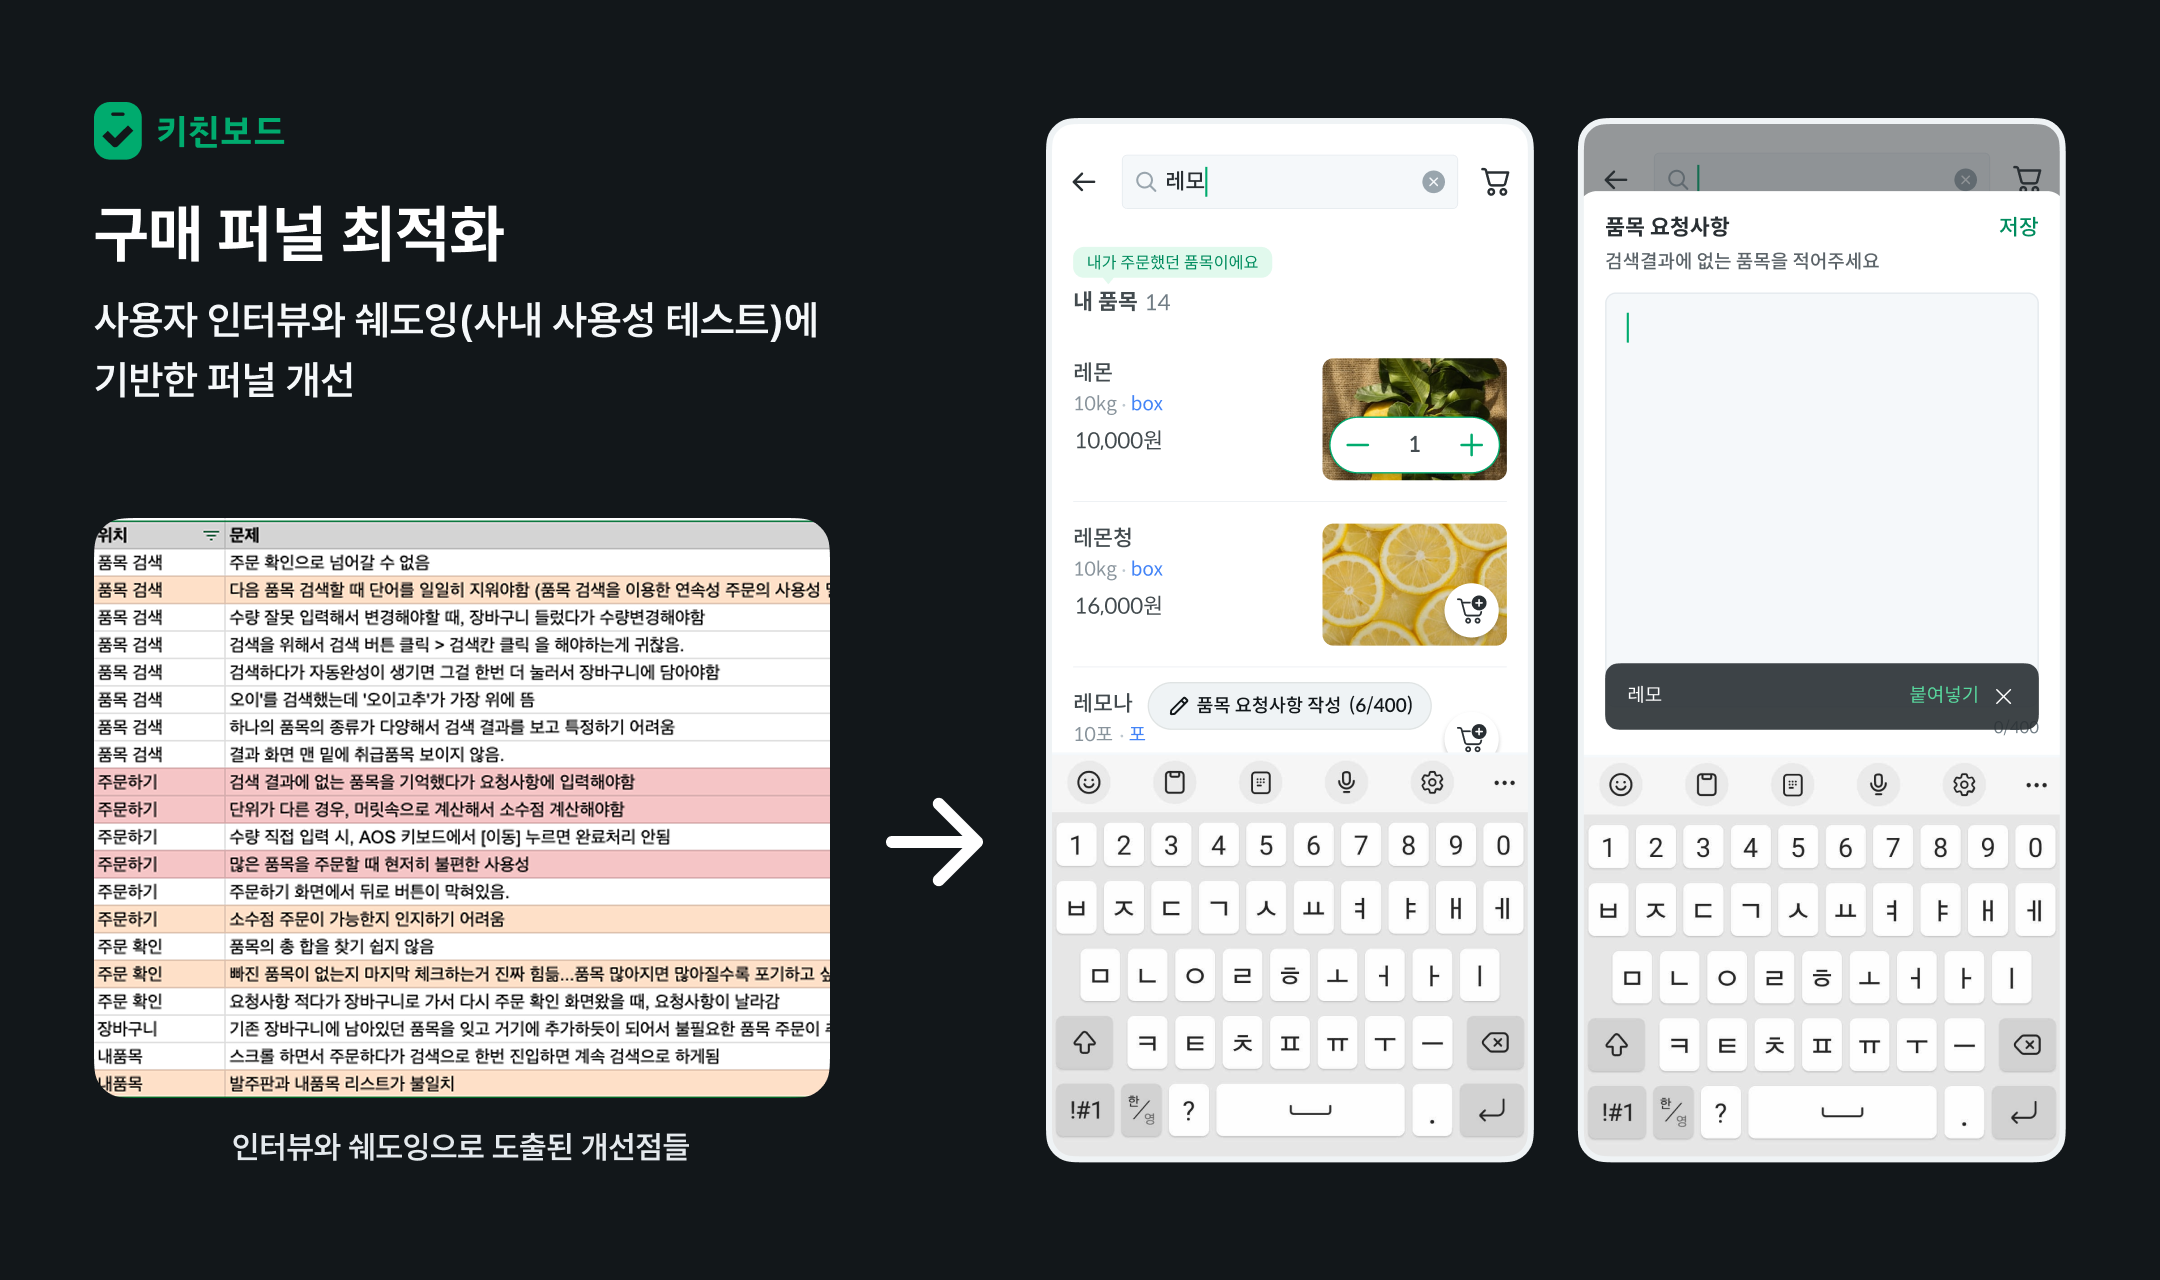 키친보드
구매 퍼널 최적화
사용자 인터뷰와 쉐도잉(사내 사용성 테스트)에
기반한 퍼널 개선
위치 문제
품목 검색 주문 확인으로 넘어갈 수 없음
품목 검색 다음 품목 검색할 때 단어를 일일히 지워야함 (품목 검색을 이용한 연속성 주문의 사용성
품목 검색 수량 잘못 입력해서 변경해야할 때, 장바구니 들렀다가 수량변경해야함
품목 검색 검색을 위해서 검색 버튼 클릭 > 검색칸 클릭 을 해야하는게 귀찮음.
품목 검색 검색하다가 자동완성이 생기면 그걸 한번 더 눌러서 장바구니에 담아야함
품목 검색 오이'를 검색했는데 '오이고추'가 가장 위에 뜸
품목 검색 하나의 품목의 종류가 다양해서 검색 결과를 보고 특정하기 어려움
품목 검색 결과 화면 맨 밑에 취급품목 보이지 않음.
주문하기 검색 결과에 없는 품목을 기억했다가 요청사항에 입력해야함
주문하기 단위가 다른 경우, 머릿속으로 계산해서 소수점 계산해야함
주문하기 수량 직접 입력 시, AOS 키보드에서 [이동] 누르면 완료처리 안됨
주문하기 많은 품목을 주문할 때 현저히 불편한 사용성
주문하기 주문하기 화면에서 뒤로 버튼이 막혀있음.
주문하기 소수점 주문이 가능한지 인지하기 어려움
주문 확인 품목의 총 합을 찾기 쉽지 않음
주문 확인 빠진 품목이 없는지 마지막 체크하는거 진짜 힘듦...품목 많아지면 많아질수록 포기하고
주문 확인 요청사항 적다가 장바구니로 가서 다시 주문 확인 화면왔을 때, 요청사항이 날라감
장바구니 기존 장바구니에 남아있던 품목을 잊고 거기에 추가하듯이 되어서 불필요한 품목 주문이
내품목 스크롤 하면서 주문하다가 검색으로 한번 진입하면 계속 검색으로 하게됨
내품목 발주판과 내품목 리스트가 불일치
인터뷰와 쉐도잉으로 도출된 개선점들
레모
내가 주문했던 품목이에요
내 품목 14
레몬
10kg · box
10,000원
1
레몬청
10kg · box
16,000원
레모나
10포 · 포
품목 요청사항 작성 (6/400)
1 2 3 4 5 6 7 8 9 0
ㅂ ㅈ ㄷ ㄱ ㅅ ㅛ ㅕ ㅑ ㅐ ㅔ
ㅁ ㄴ ㅇ ㄹ ㅎ ㅗ ㅓ ㅏ ㅣ
ㅋ ㅌ ㅊ ㅍ ㅠ ㅜ ㅡ
!#1 한/영 ? .
품목 요청사항 저장
검색결과에 없는 품목을 적어주세요
레모 붙여넣기
0/400
1 2 3 4 5 6 7 8 9 0
ㅂ ㅈ ㄷ ㄱ ㅅ ㅛ ㅕ ㅑ ㅐ ㅔ
ㅁ ㄴ ㅇ ㄹ ㅎ ㅗ ㅓ ㅏ ㅣ
ㅋ ㅌ ㅊ ㅍ ㅠ ㅜ ㅡ
!#1 한/영 ? .